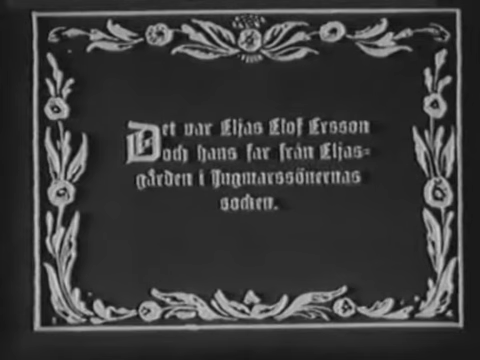 Det var Eljas Elof Ersson
och hans far från Eljas=
gården i Ingmarssönernas
socken.